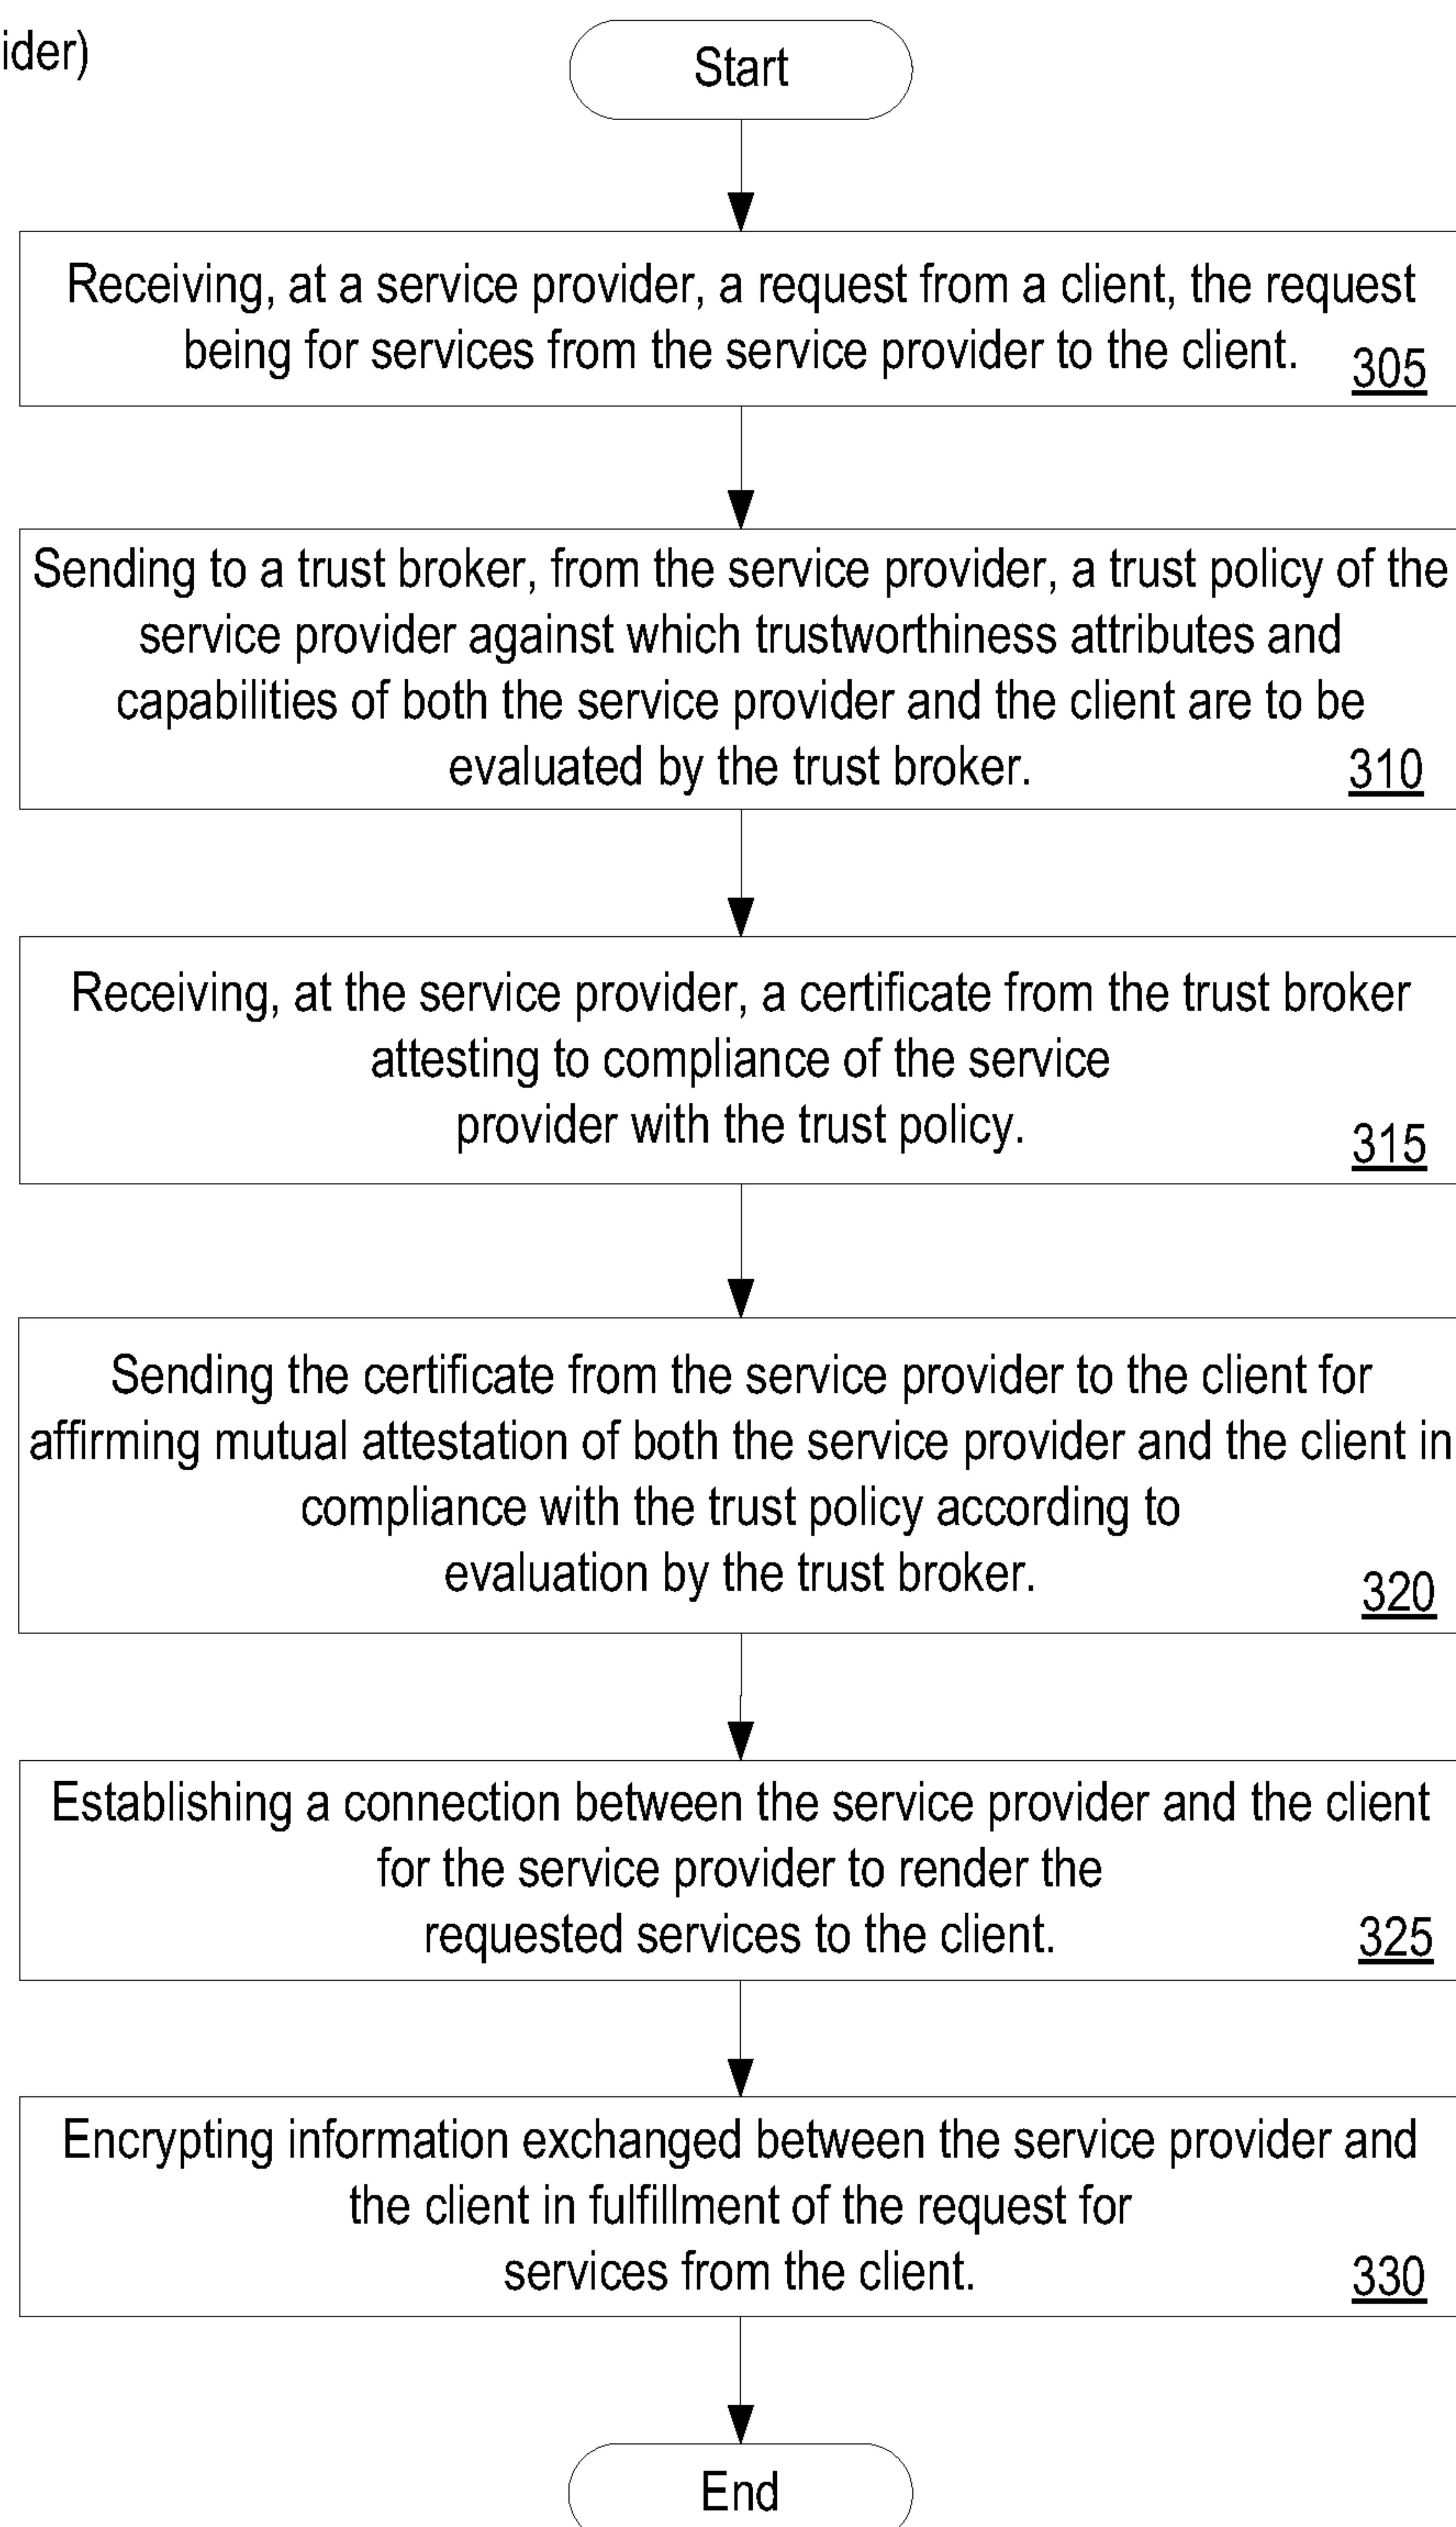 ider)
Start
Receiving, at a service provider, a request from a client, the request
being for services from the service provider to the client.
305
Sending to a trust broker, from the service provider, a trust policy of the
service provider against which trustworthiness attributes and
capabilities of both the service provider and the client are to be
evaluated by the trust broker.
310
Receiving, at the service provider, a certificate from the trust broker
attesting to compliance of the service
provider with the trust policy.
315
Sending the certificate from the service provider to the client for
affirming mutual attestation of both the service provider and the client in
compliance with the trust policy according to
evaluation by the trust broker.
320
Establishing a connection between the service provider and the client
for the service provider to render the
requested services to the client.
325
Encrypting information exchanged between the service provider and
the client in fulfillment of the request for
services from the client.
330
End